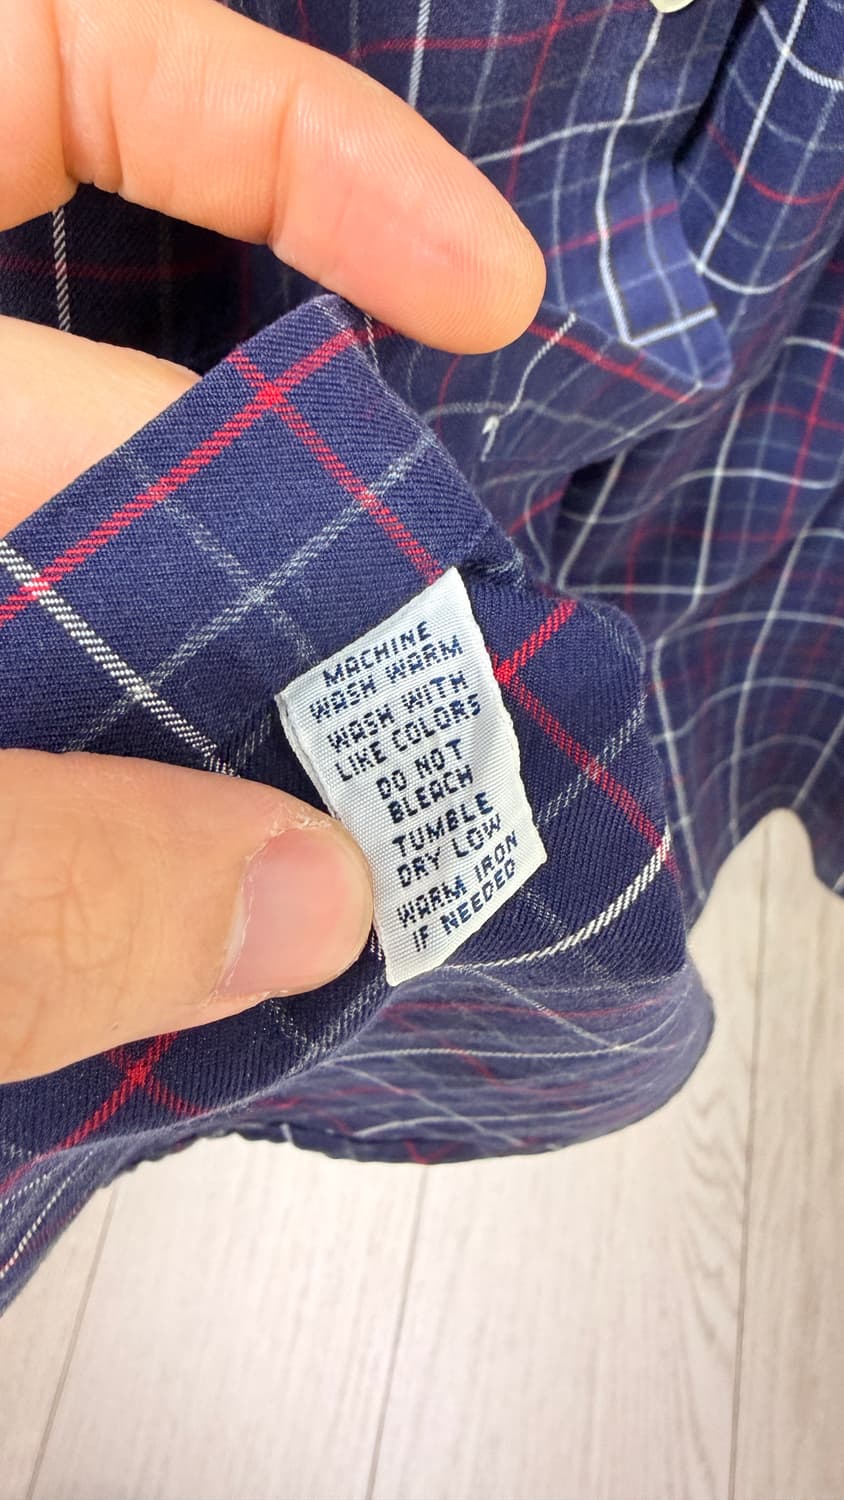 MACHINE
WASH WARM
WASH WITH
LIKE COLORS
DO NOT
BLEACH
TUMBLE
DRY LOW
WARM IRON
IF NEEDED